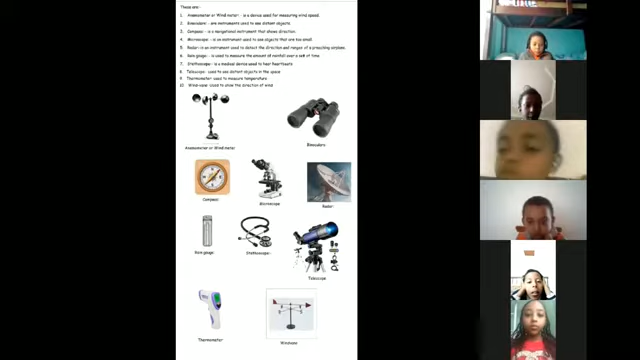 These are:-
1. Anemometer or Wind meter: - is a device used for measuring wind speed.
2. Binoculars: - are instruments used to see distant objects.
3. Compass: - is a navigational instrument that shows direction.
4. Microscope: - is an instrument used to see objects that are too small.
5. Radar: is an instrument used to detect the direction and ranges of approaching airplane.
6. Rain gauge: - is used to measure the amount of rainfall over a set of time
7. Stethoscope: - is a medical device used to hear heartbeats
8. Telescope: - used to see distant objects in the space
9. Thermometer: used to measure temperature
10. Wind vane: used to show the direction of wind
Anemometer or Wind meter
Binoculars
Compass
Microscope
Radar
Rain gauge
Stethoscope:-
Telescope
Thermometer
Windvane